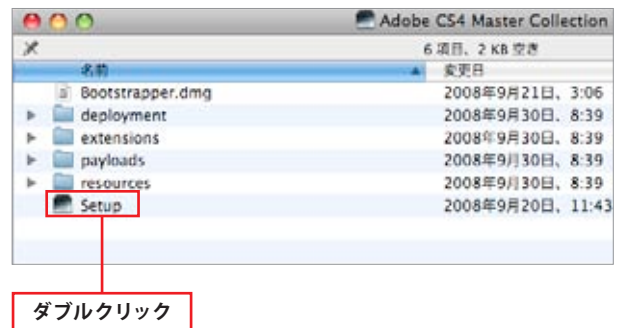 Adobe CS4 Master Collection
6 項目、2 KB 空き
名前 変更日
Bootstrapper.dmg 2008年9月21日、3:06
deployment 2008年9月30日、8:39
extensions 2008年9月30日、8:39
payloads 2008年9月30日、8:39
resources 2008年9月30日、8:39
Setup 2008年9月20日、11:43
ダブルクリック